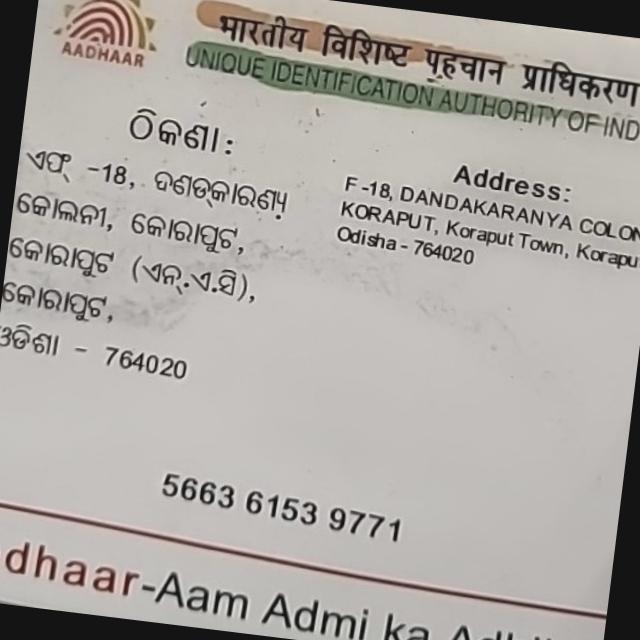 AADHAAR
भारतीय विशिष्ट पहचान प्राधिकरण
UNIQUE IDENTIFICATION AUTHORITY OF IND
ଠିକଣା:
ଏଫ୍ -18, ଦଣ୍ଡକାରଣ୍ୟ
କୋଲନୀ, କୋରାପୁଟ,
କୋରାପୁଟ (ଏନ୍.ଏ.ସି),
କୋରାପୁଟ,
ଓଡିଶା - 764020
Address:
F-18, DANDAKARANYA COLON
KORAPUT, Koraput Town, Korapu
Odisha - 764020
5663 6153 9771
dhaar-Aam Admi ka